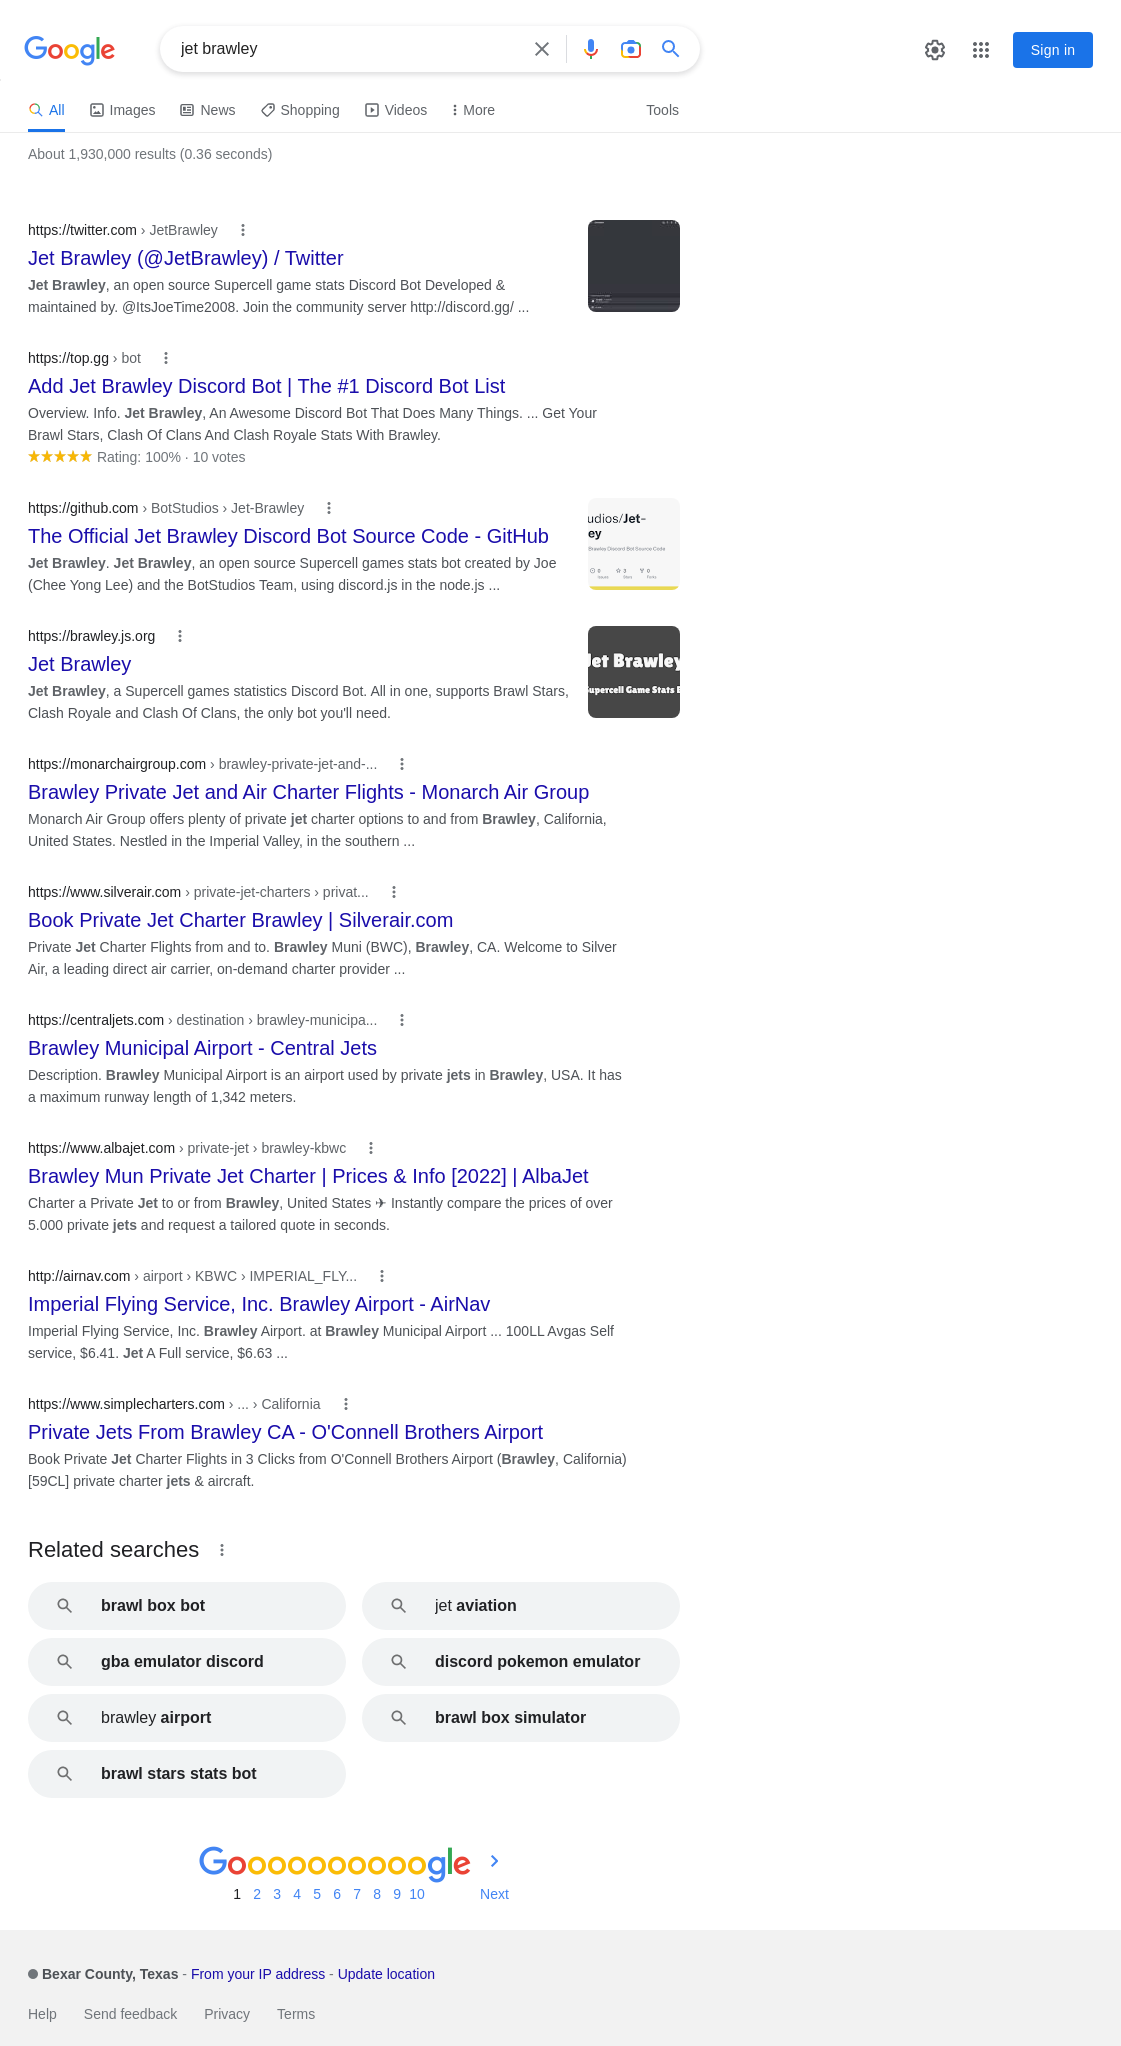 Google
jet brawley
Sign in
All
Images
News
Shopping
Videos
More
Tools
About 1,930,000 results (0.36 seconds)
https://twitter.com › JetBrawley
Jet Brawley (@JetBrawley) / Twitter
Jet Brawley, an open source Supercell game stats Discord Bot Developed &
maintained by. @ItsJoeTime2008. Join the community server http://discord.gg/ ...
https://top.gg › bot
Add Jet Brawley Discord Bot | The #1 Discord Bot List
Overview. Info. Jet Brawley, An Awesome Discord Bot That Does Many Things. ... Get Your
Brawl Stars, Clash Of Clans And Clash Royale Stats With Brawley.
Rating: 100% · 10 votes
https://github.com › BotStudios › Jet-Brawley
The Official Jet Brawley Discord Bot Source Code - GitHub
Jet Brawley. Jet Brawley, an open source Supercell games stats bot created by Joe
(Chee Yong Lee) and the BotStudios Team, using discord.js in the node.js ...
udios/Jet-
ey
Brawley Discord Bot Source Code
0 3 0
Issues Stars Forks
https://brawley.js.org
Jet Brawley
Jet Brawley, a Supercell games statistics Discord Bot. All in one, supports Brawl Stars,
Clash Royale and Clash Of Clans, the only bot you'll need.
Jet Brawley
Supercell Game Stats B
https://monarchairgroup.com › brawley-private-jet-and-...
Brawley Private Jet and Air Charter Flights - Monarch Air Group
Monarch Air Group offers plenty of private jet charter options to and from Brawley, California,
United States. Nestled in the Imperial Valley, in the southern ...
https://www.silverair.com › private-jet-charters › privat...
Book Private Jet Charter Brawley | Silverair.com
Private Jet Charter Flights from and to. Brawley Muni (BWC), Brawley, CA. Welcome to Silver
Air, a leading direct air carrier, on-demand charter provider ...
https://centraljets.com › destination › brawley-municipa...
Brawley Municipal Airport - Central Jets
Description. Brawley Municipal Airport is an airport used by private jets in Brawley, USA. It has
a maximum runway length of 1,342 meters.
https://www.albajet.com › private-jet › brawley-kbwc
Brawley Mun Private Jet Charter | Prices & Info [2022] | AlbaJet
Charter a Private Jet to or from Brawley, United States ✈ Instantly compare the prices of over
5.000 private jets and request a tailored quote in seconds.
http://airnav.com › airport › KBWC › IMPERIAL_FLY...
Imperial Flying Service, Inc. Brawley Airport - AirNav
Imperial Flying Service, Inc. Brawley Airport. at Brawley Municipal Airport ... 100LL Avgas Self
service, $6.41. Jet A Full service, $6.63 ...
https://www.simplecharters.com › ... › California
Private Jets From Brawley CA - O'Connell Brothers Airport
Book Private Jet Charter Flights in 3 Clicks from O'Connell Brothers Airport (Brawley, California)
[59CL] private charter jets & aircraft.
Related searches
brawl box bot
jet aviation
gba emulator discord
discord pokemon emulator
brawley airport
brawl box simulator
brawl stars stats bot
Goooooooooogle
1 2 3 4 5 6 7 8 9 10 Next
Bexar County, Texas - From your IP address - Update location
Help Send feedback Privacy Terms